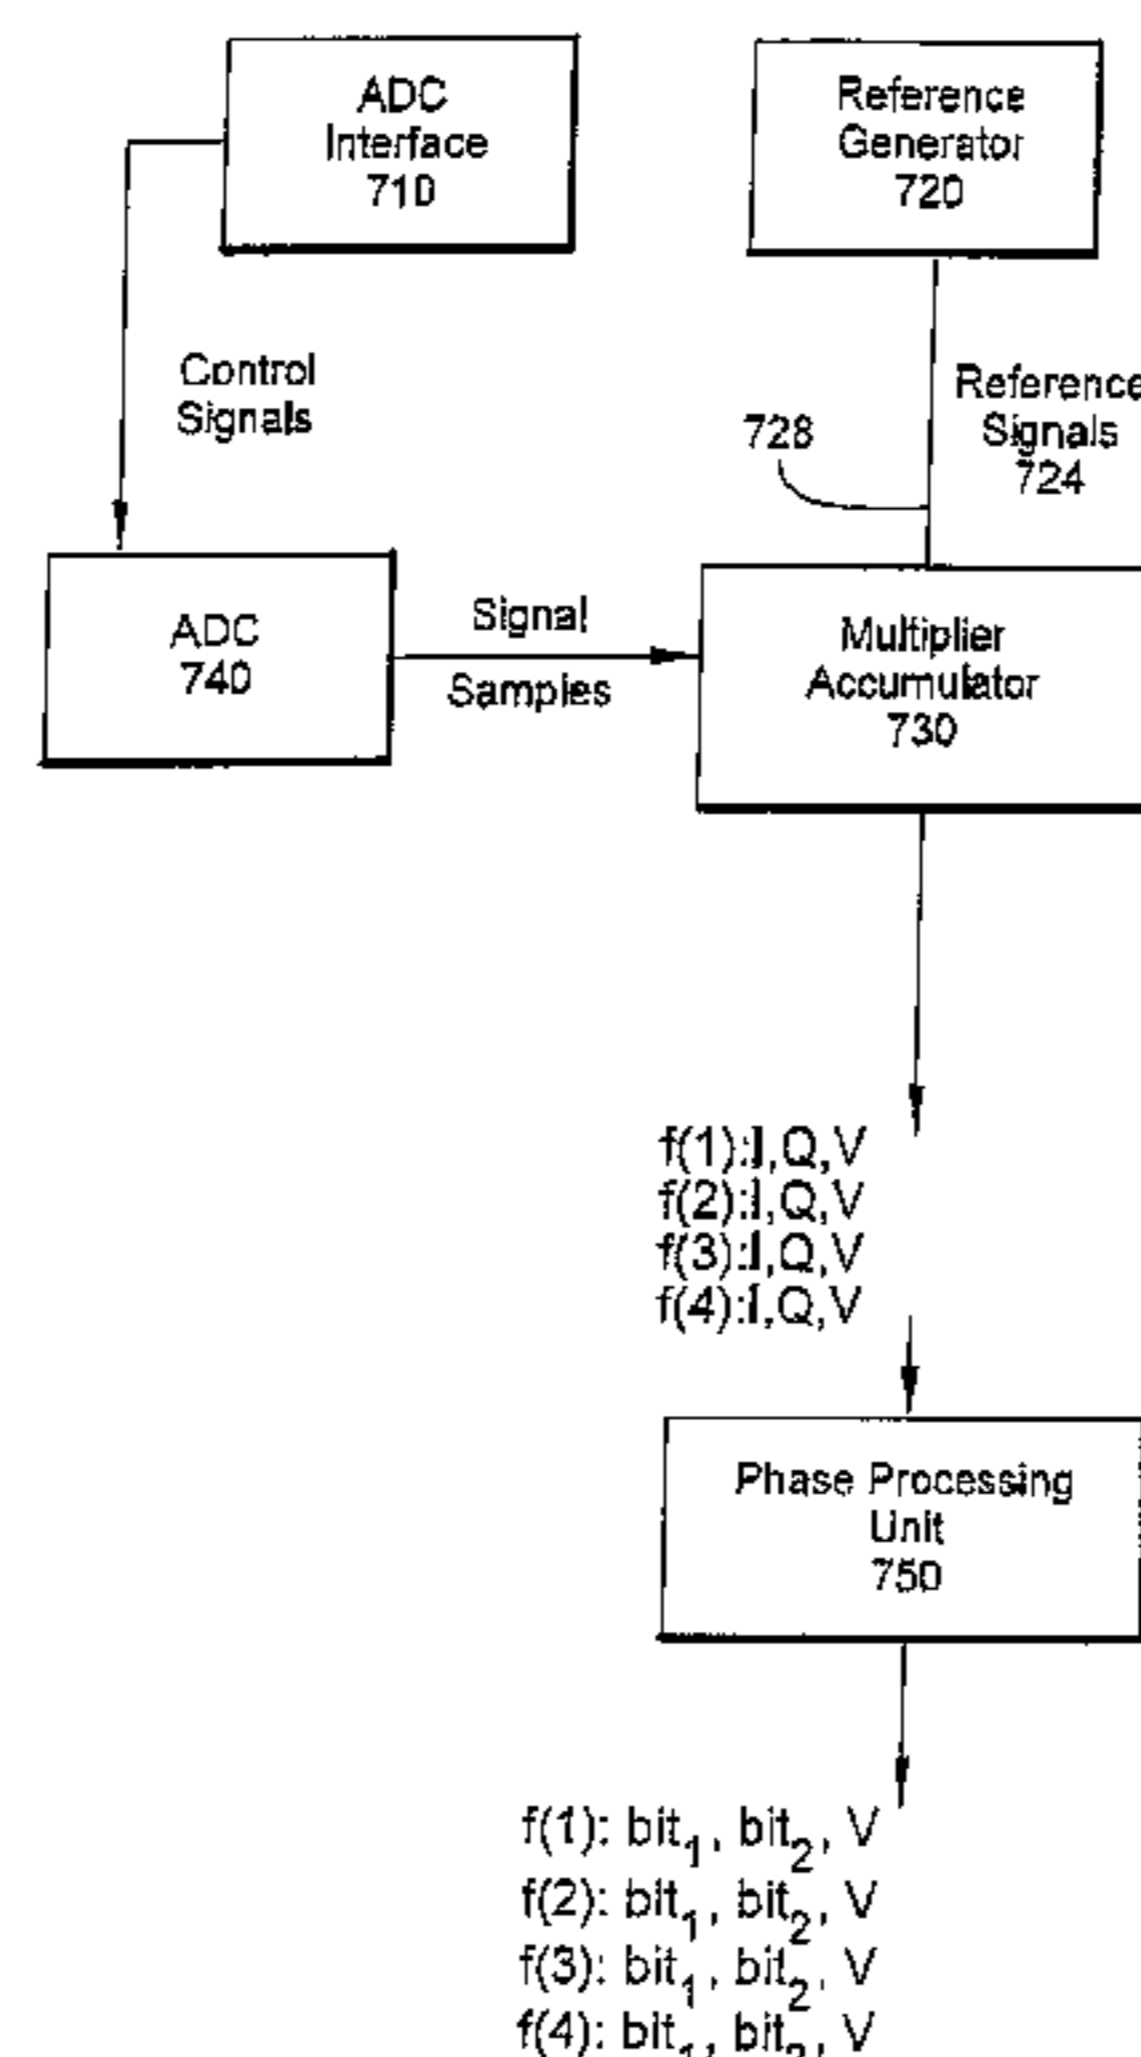 ADC
Interface
710
Reference
Generator
720
Control
Signals
Reference
Signals
724
728
ADC
740
Signal
Samples
Multiplier
Accumulator
730
f(1):I,Q,V
f(2):I,Q,V
f(3):I,Q,V
f(4):I,Q,V
Phase Processing
Unit
750
f(1): bit1, bit2, V
f(2): bit1, bit2, V
f(3): bit1, bit2, V
f(4): bit1, bit2, V